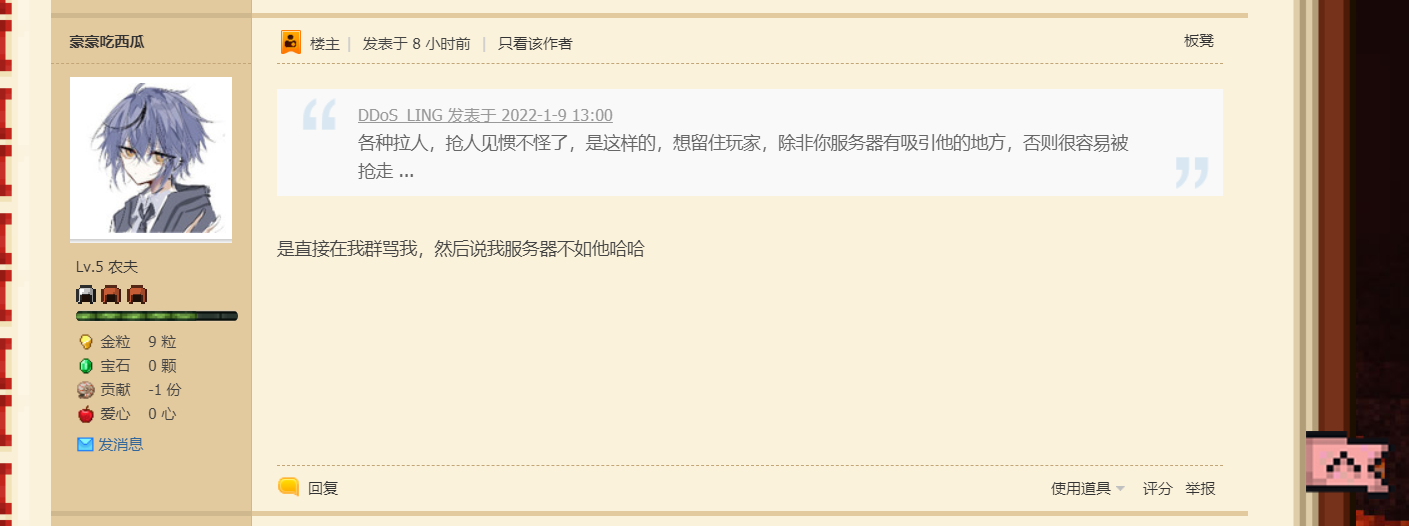 豪豪吃西瓜
楼主 | 发表于 8 小时前 | 只看该作者
板凳
DDoS_LING 发表于 2022-1-9 13:00
各种拉人，抢人见惯不怪了，是这样的，想留住玩家，除非你服务器有吸引他的地方，否则很容易被
抢走 ...
是直接在我群骂我，然后说我服务器不如他哈哈
Lv.5 农夫
金粒 9 粒
宝石 0 颗
贡献 -1 份
爱心 0 心
发消息
回复
使用道具 评分 举报